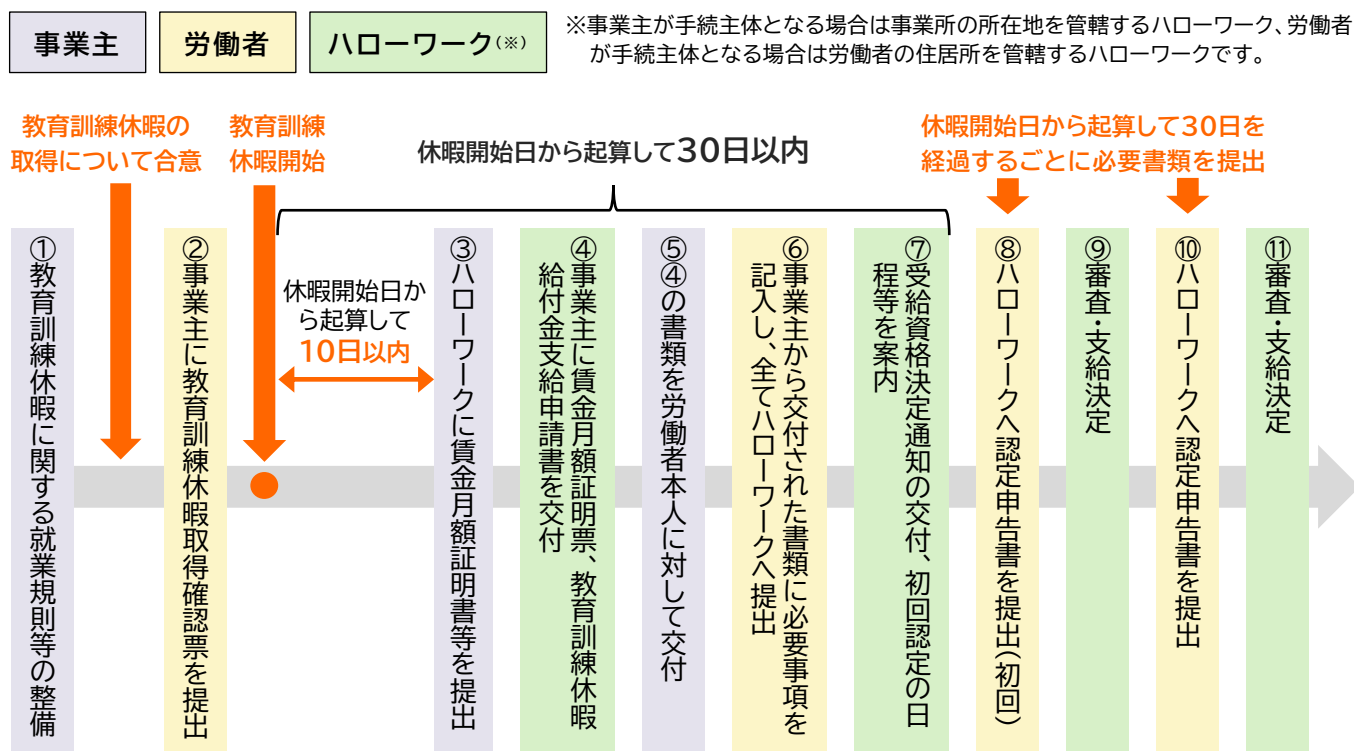 事業主
労働者
ハローワーク(※)
※事業主が手続主体となる場合は事業所の所在地を管轄するハローワーク、労働者
が手続主体となる場合は労働者の住居所を管轄するハローワークです。
教育訓練休暇の
取得について合意
教育訓練
休暇開始
休暇開始日から起算して30日以内
休暇開始日から起算して30日を
経過するごとに必要書類を提出
①教育訓練休暇に関する就業規則等の整備
②事業主に教育訓練休暇取得確認票を提出
休暇開始日か
ら起算して
10日以内
③ハローワークに賃金月額証明書等を提出
④事業主に賃金月額証明票、教育訓練休暇
給付金支給申請書を交付
⑤④の書類を労働者本人に対して交付
⑥事業主から交付された書類に必要事項を
記入し、全てハローワークへ提出
⑦受給資格決定通知の交付、初回認定の日
程等を案内
⑧ハローワークへ認定申告書を提出(初回)
⑨審査・支給決定
⑩ハローワークへ認定申告書を提出
⑪審査・支給決定